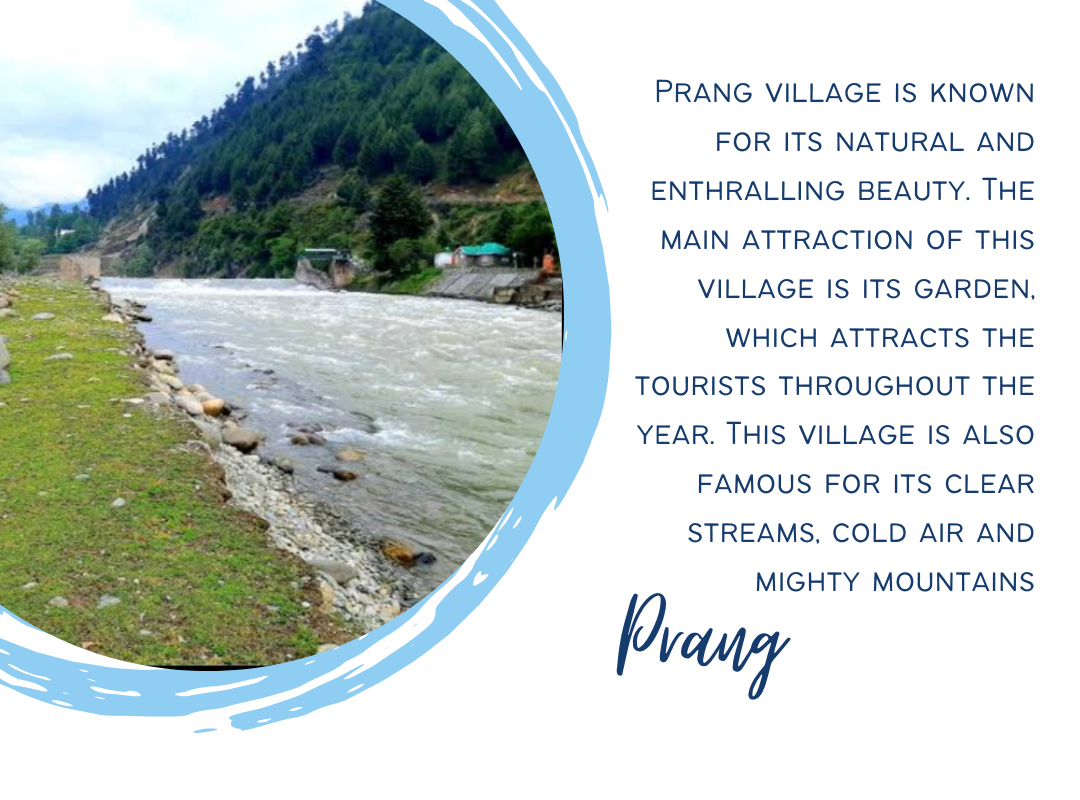 Prang village is known
for its natural and
enthralling beauty. The
main attraction of this
village is its garden,
which attracts the
tourists throughout the
year. This village is also
famous for its clear
streams, cold air and
mighty mountains
Prang